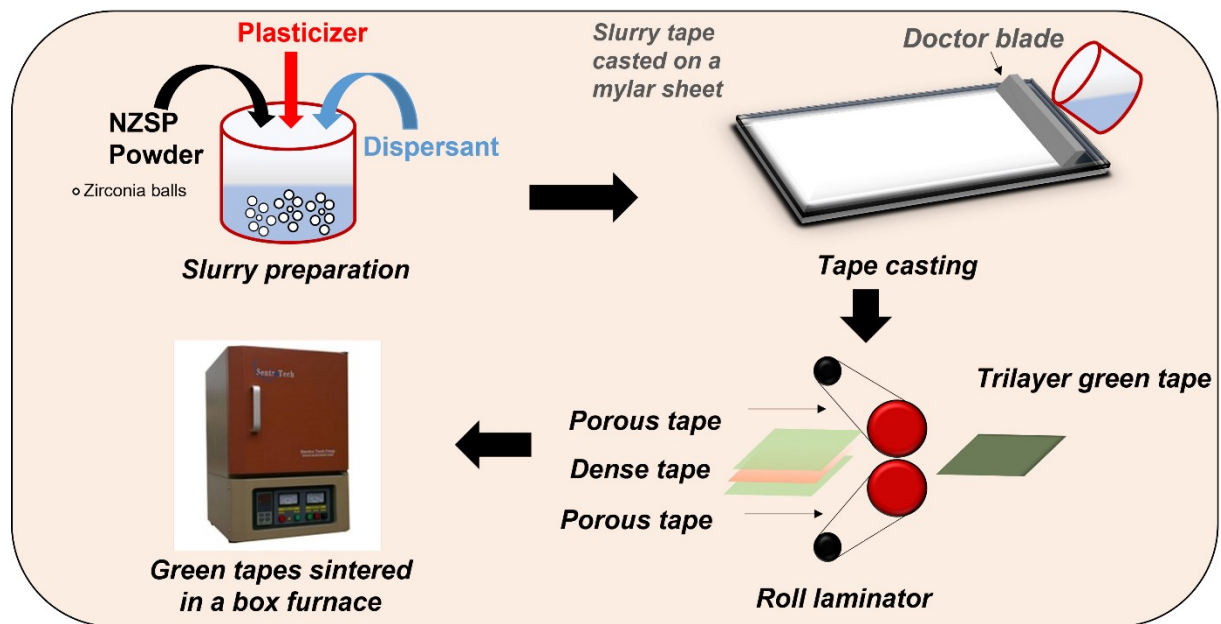 Plasticizer
NZSP
Powder
Dispersant
Zirconia balls
Slurry preparation
Slurry tape
casted on a
mylar sheet
Doctor blade
Tape casting
Trilayer green tape
Porous tape
Dense tape
Porous tape
Roll laminator
Green tapes sintered
in a box furnace